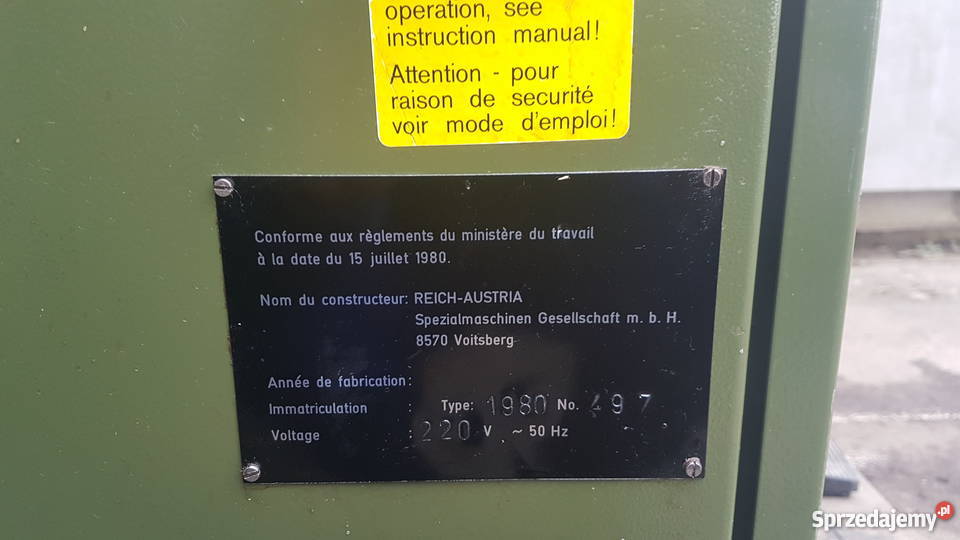 operation, see
instruction manual!
Attention - pour
raison de securité
voir mode d'emploi!
Conforme aux règlements du ministère du travail
à la date du 15 juillet 1980.
Nom du constructeur: REICH-AUSTRIA
Spezialmaschinen Gesellschaft m. b. H.
8570 Voitsberg
Année de fabrication:
Immatriculation : Type: 1980 No. 497
Voltage : 220 V ~ 50 Hz
Sprzedajemy.pl